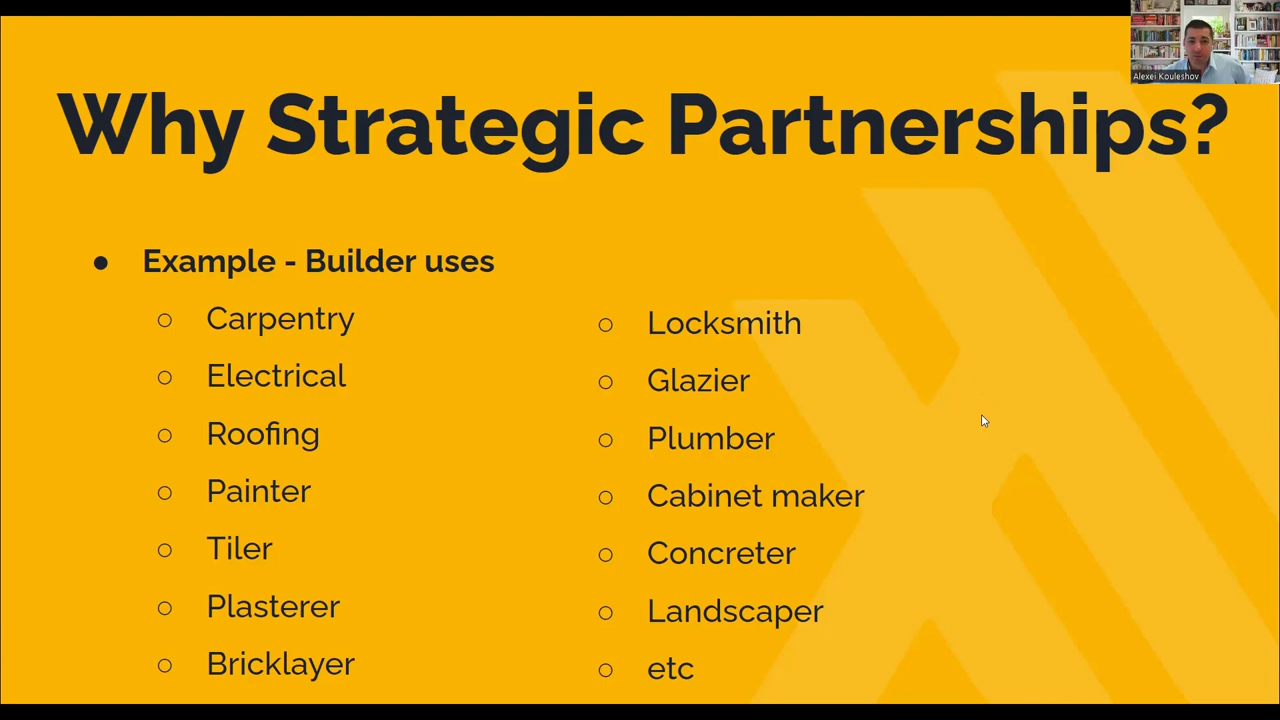 Alexei Kouleshov
Why Strategic Partnerships?
● Example - Builder uses
○ Carpentry
○ Electrical
○ Roofing
○ Painter
○ Tiler
○ Plasterer
○ Bricklayer
○ Locksmith
○ Glazier
○ Plumber
○ Cabinet maker
○ Concreter
○ Landscaper
○ etc